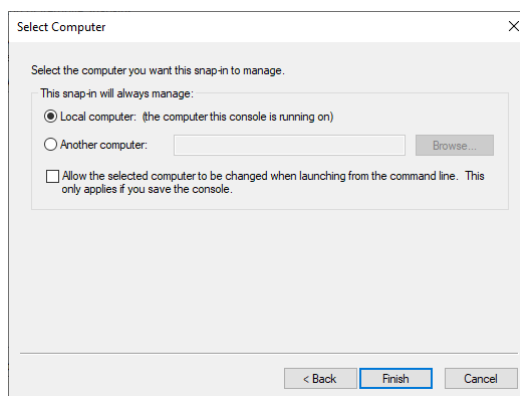 Select Computer
Select the computer you want this snap-in to manage.
This snap-in will always manage:
Local computer: (the computer this console is running on)
Another computer:
Browse...
Allow the selected computer to be changed when launching from the command line. This
only applies if you save the console.
< Back
Finish
Cancel